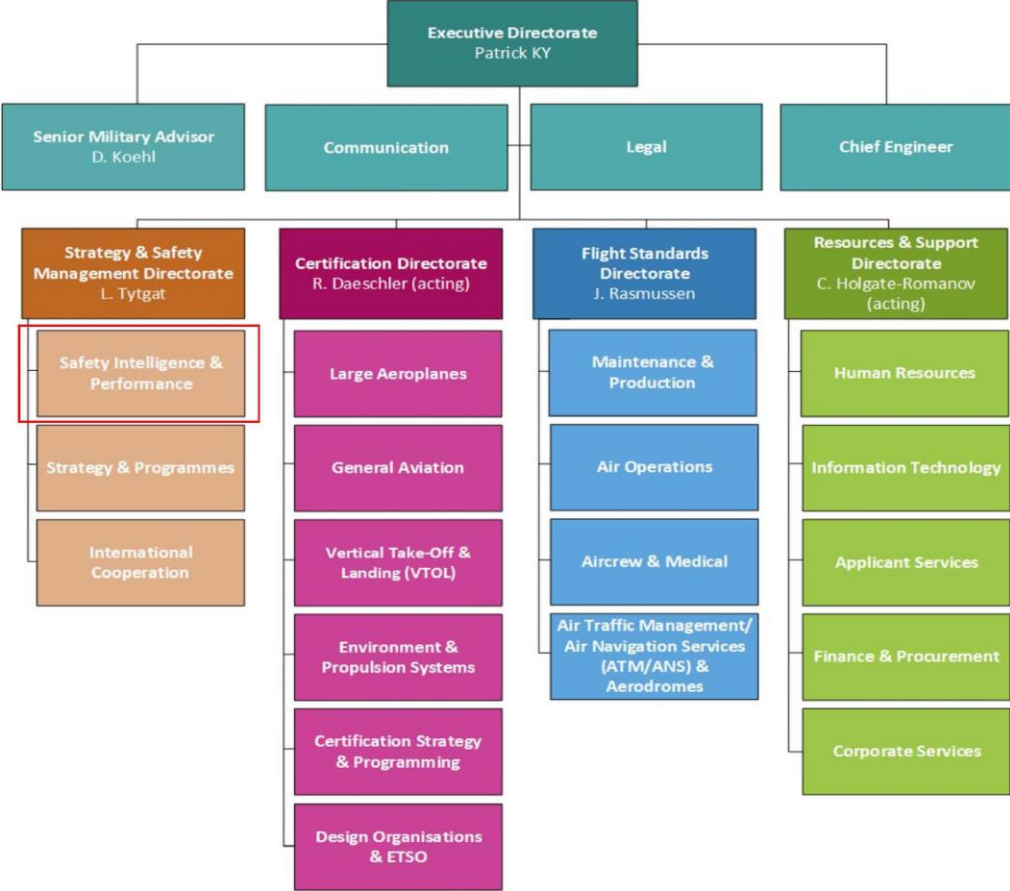 Executive Directorate
Patrick KY
Senior Military Advisor
D. Koehl
Communication
Legal
Chief Engineer
Strategy & Safety
Management Directorate
L. Tytgat
Certification Directorate
R. Daeschler (acting)
Flight Standards
Directorate
J. Rasmussen
Resources & Support
Directorate
C. Holgate-Romanov
(acting)
Safety Intelligence &
Performance
Strategy & Programmes
International
Cooperation
Large Aeroplanes
General Aviation
Vertical Take-Off &
Landing (VTOL)
Environment &
Propulsion Systems
Certification Strategy
& Programming
Design Organisations
& ETSO
Maintenance &
Production
Air Operations
Aircrew & Medical
Air Traffic Management/
Air Navigation Services
(ATM/ANS) &
Aerodromes
Human Resources
Information Technology
Applicant Services
Finance & Procurement
Corporate Services